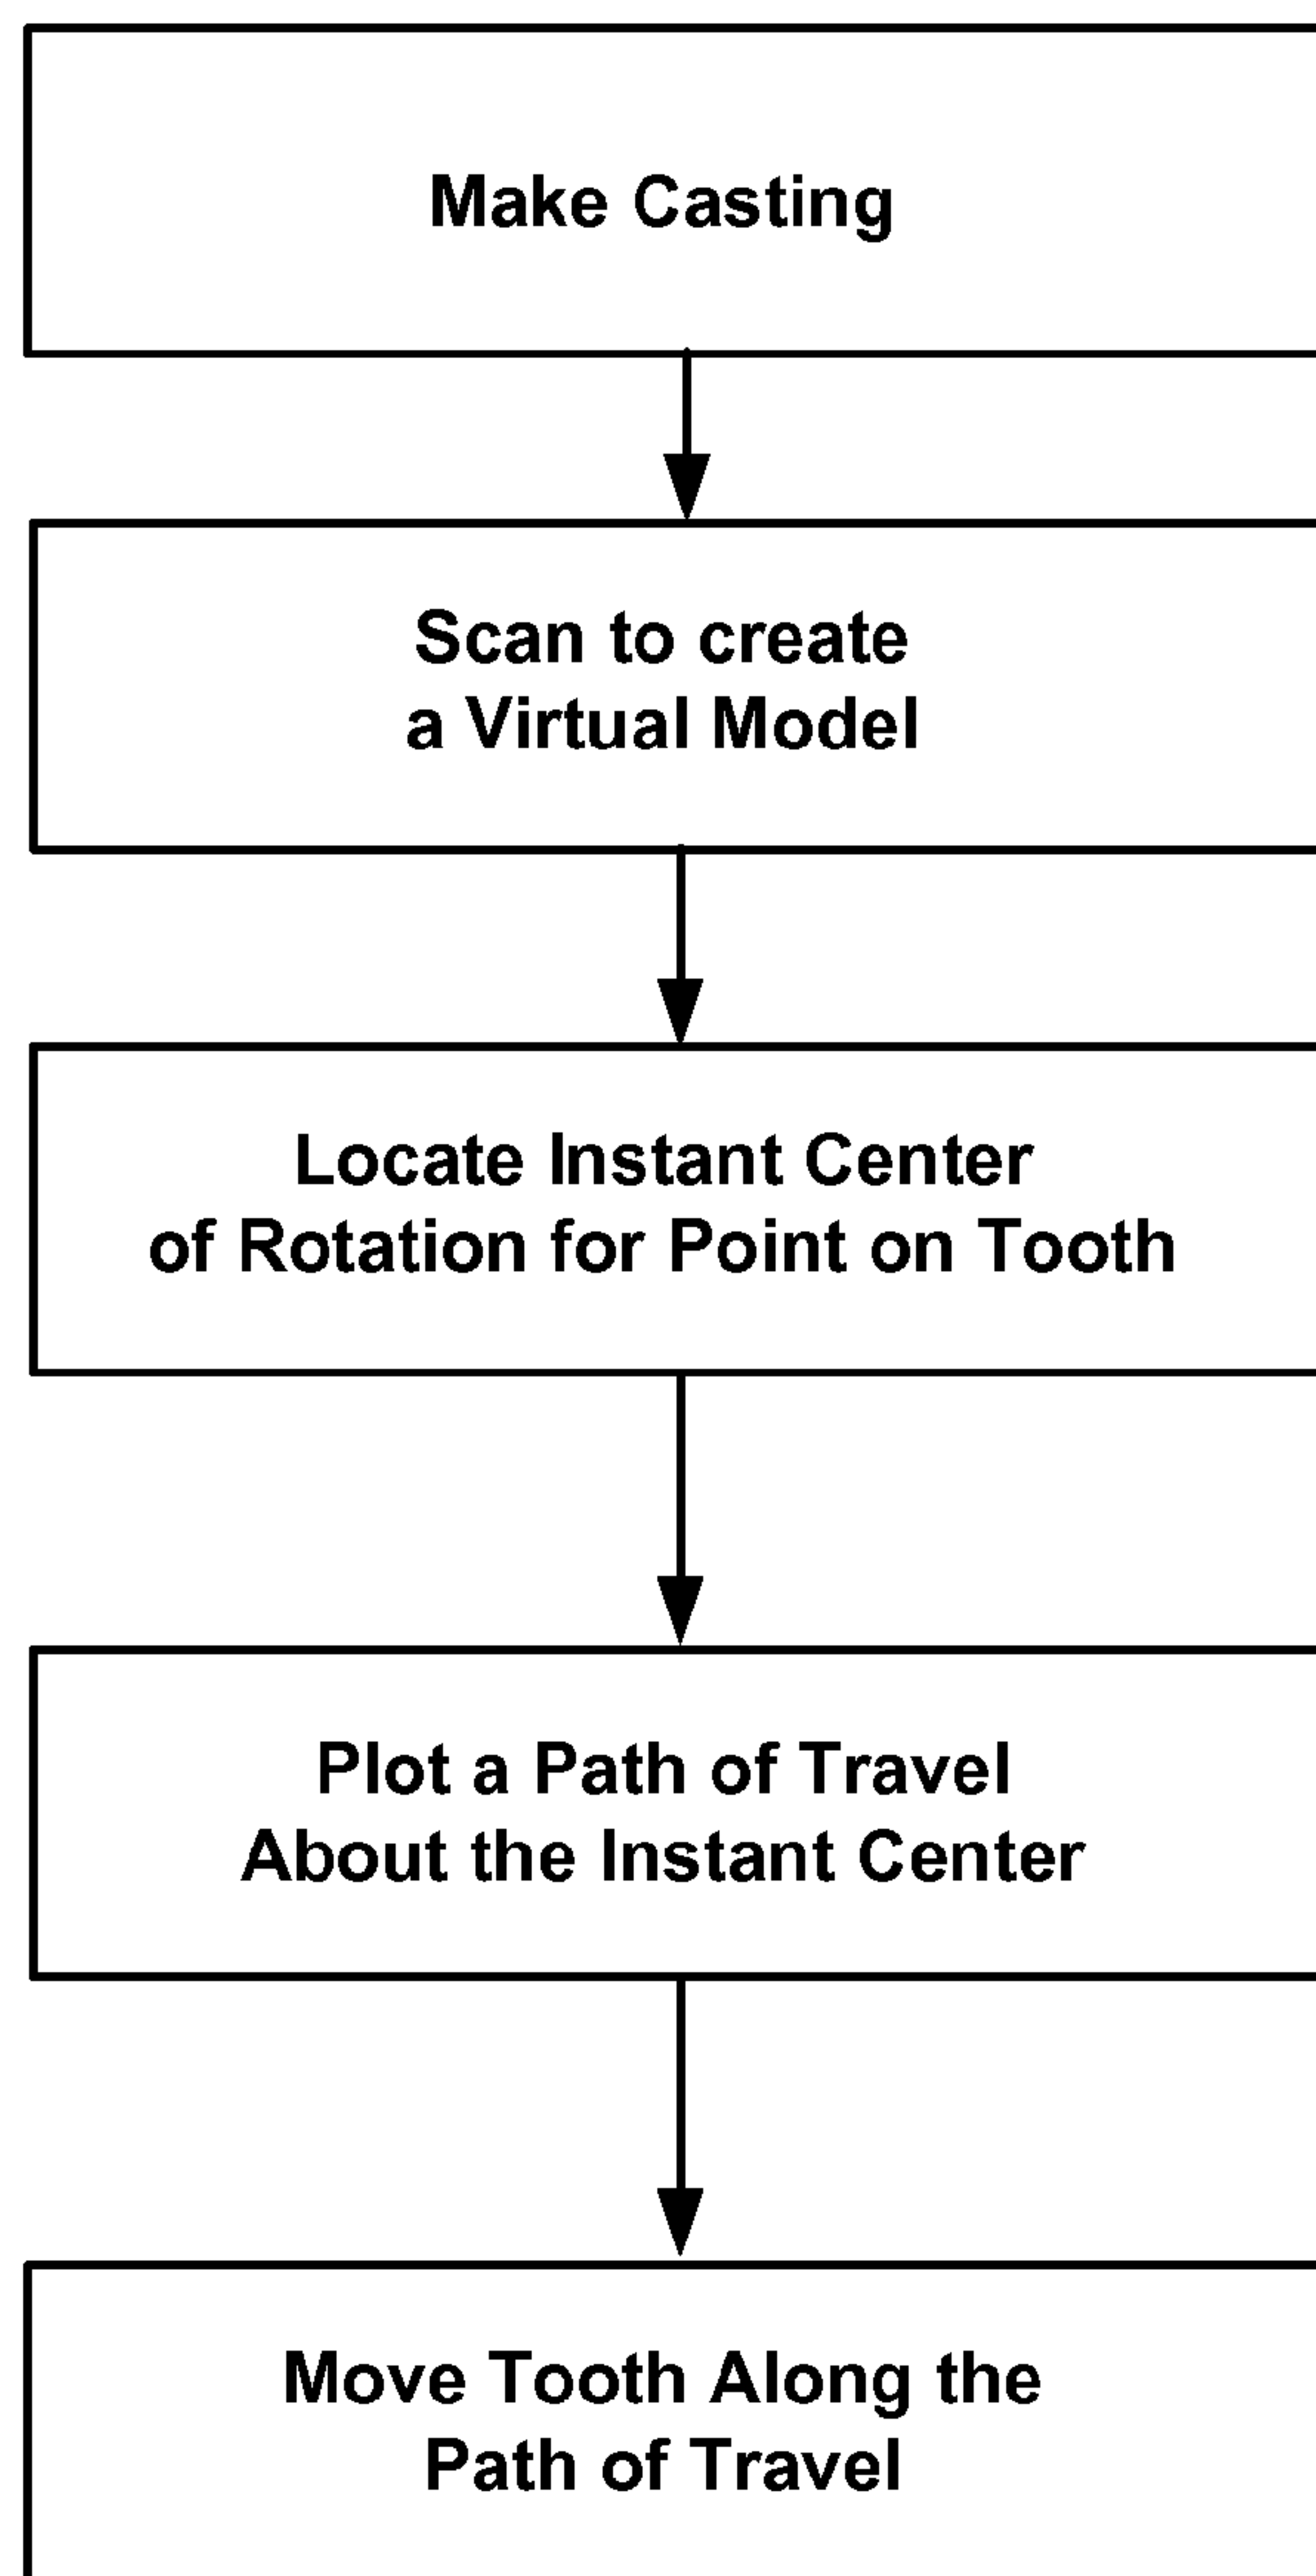 Make Casting
Scan to create
a Virtual Model
Locate Instant Center
of Rotation for Point on Tooth
Plot a Path of Travel
About the Instant Center
Move Tooth Along the
Path of Travel